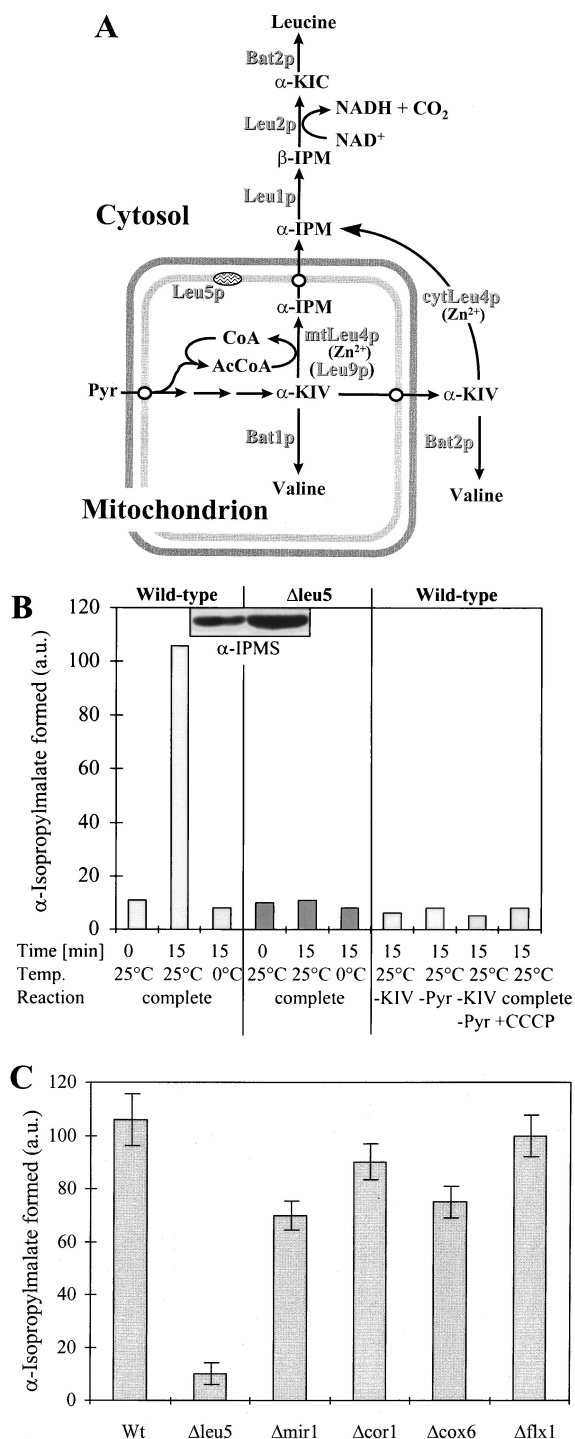 A
Leucine
Bat2p
α-KIC
NADH + CO₂
Leu2p
NAD⁺
β-IPM
Leu1p
Cytosol
α-IPM
Leu5p
cytLeu4p
(Zn²⁺)
α-IPM
CoA
mtLeu4p
(Zn²⁺)
(Leu9p)
AcCoA
Pyr
α-KIV
α-KIV
Bat1p
Bat2p
Valine
Valine
Mitochondrion
B
Wild-type Δleu5 Wild-type
α-IPMS
α-Isopropylmalate formed (a.u.)
120
100
80
60
40
20
0
Time [min] 0 15 15 0 15 15 15 15 15 15
Temp. 25°C 25°C 0°C 25°C 25°C 0°C 25°C 25°C 25°C 25°C
Reaction complete complete -KIV -Pyr -KIV complete
-Pyr +CCCP
C
α-Isopropylmalate formed (a.u.)
120
100
80
60
40
20
0
Wt Δleu5 Δmir1 Δcor1 Δcox6 Δflx1